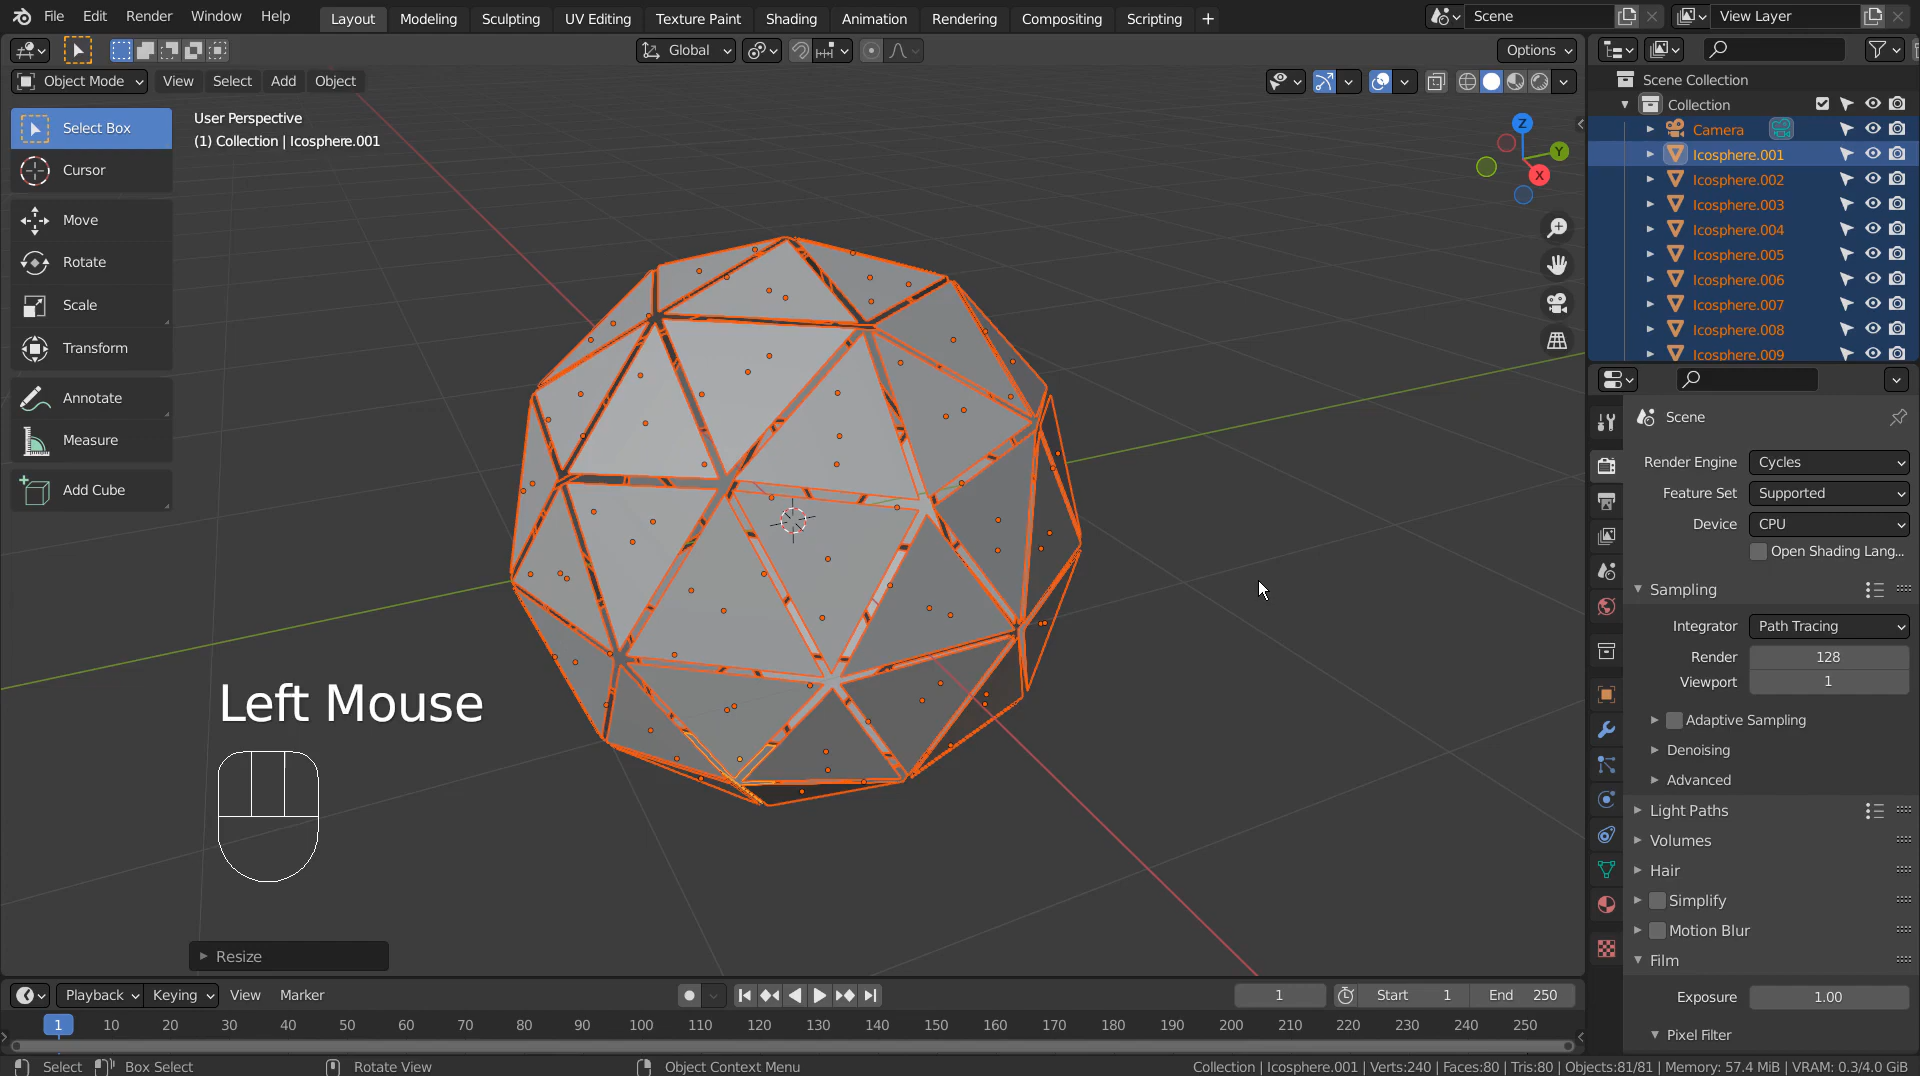 File Edit Render Window Help Layout Modeling Sculpting UV Editing Texture Paint Shading Animation Rendering Compositing Scripting + Scene View Layer
Global Options
Object Mode View Select Add Object
Scene Collection
Collection
Camera
Icosphere.001
Icosphere.002
Icosphere.003
Icosphere.004
Icosphere.005
Icosphere.006
Icosphere.007
Icosphere.008
Icosphere.009
Select Box
Cursor
Move
Rotate
Scale
Transform
Annotate
Measure
Add Cube
User Perspective
(1) Collection | Icosphere.001
Z
Y
X
Left Mouse
Resize
Scene
Render Engine Cycles
Feature Set Supported
Device CPU
Open Shading Lang...
Sampling
Integrator Path Tracing
Render 128
Viewport 1
Adaptive Sampling
Denoising
Advanced
Light Paths
Volumes
Hair
Simplify
Motion Blur
Film
Exposure 1.00
Pixel Filter
Playback Keying View Marker 1 Start 1 End 250
1 10 20 30 40 50 60 70 80 90 100 110 120 130 140 150 160 170 180 190 200 210 220 230 240 250
Select Box Select Rotate View Object Context Menu Collection | Icosphere.001 | Verts:240 | Faces:80 | Tris:80 | Objects:81/81 | Memory: 57.4 MiB | VRAM: 0.3/4.0 GiB